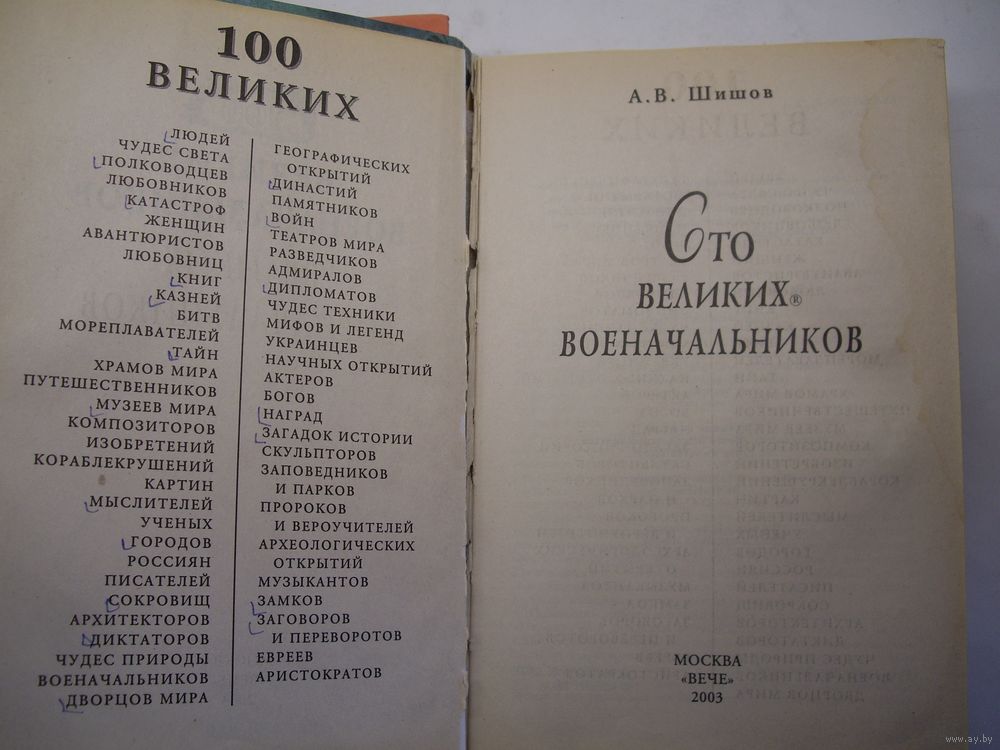 100
ВЕЛИКИХ
ЛЮДЕЙ
ЧУДЕС СВЕТА
ПОЛКОВОДЦЕВ
ЛЮБОВНИКОВ
КАТАСТРОФ
ЖЕНЩИН
АВАНТЮРИСТОВ
ЛЮБОВНИЦ
КНИГ
КАЗНЕЙ
БИТВ
МОРЕПЛАВАТЕЛЕЙ
ТАЙН
ХРАМОВ МИРА
ПУТЕШЕСТВЕННИКОВ
МУЗЕЕВ МИРА
КОМПОЗИТОРОВ
ИЗОБРЕТЕНИЙ
КОРАБЛЕКРУШЕНИЙ
КАРТИН
МЫСЛИТЕЛЕЙ
УЧЕНЫХ
ГОРОДОВ
РОССИЯН
ПИСАТЕЛЕЙ
СОКРОВИЩ
АРХИТЕКТОРОВ
ДИКТАТОРОВ
ЧУДЕС ПРИРОДЫ
ВОЕНАЧАЛЬНИКОВ
ДВОРЦОВ МИРА
ГЕОГРАФИЧЕСКИХ
ОТКРЫТИЙ
ДИНАСТИЙ
ПАМЯТНИКОВ
ВОЙН
ТЕАТРОВ МИРА
РАЗВЕДЧИКОВ
АДМИРАЛОВ
ДИПЛОМАТОВ
ЧУДЕС ТЕХНИКИ
МИФОВ И ЛЕГЕНД
УКРАИНЦЕВ
НАУЧНЫХ ОТКРЫТИЙ
АКТЕРОВ
БОГОВ
НАГРАД
ЗАГАДОК ИСТОРИИ
СКУЛЬПТОРОВ
ЗАПОВЕДНИКОВ
И ПАРКОВ
ПРОРОКОВ
И ВЕРОУЧИТЕЛЕЙ
АРХЕОЛОГИЧЕСКИХ
ОТКРЫТИЙ
МУЗЫКАНТОВ
ЗАМКОВ
ЗАГОВОРОВ
И ПЕРЕВОРОТОВ
ЕВРЕЕВ
АРИСТОКРАТОВ
А. В. Шишов
Сто
ВЕЛИКИХ®
ВОЕНАЧАЛЬНИКОВ
МОСКВА
«ВЕЧЕ»
2003
www.ay.by